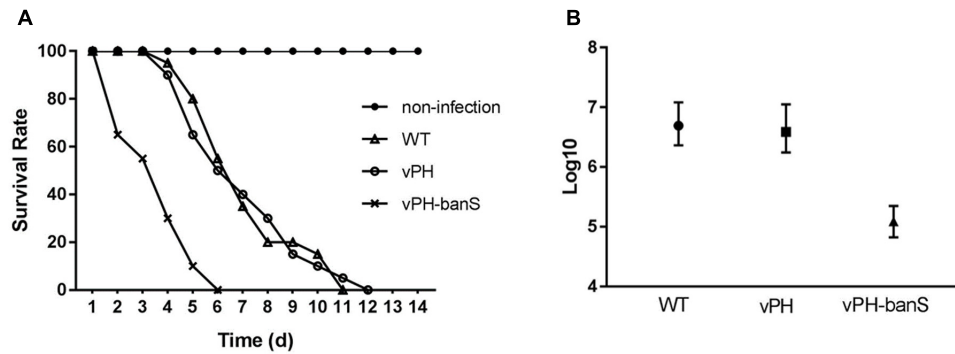 A
Survival Rate
100
80
60
40
20
0
1 2 3 4 5 6 7 8 9 10 11 12 13 14
Time (d)
non-infection
WT
vPH
vPH-banS
B
Log10
8
7
6
5
4
WT vPH vPH-banS